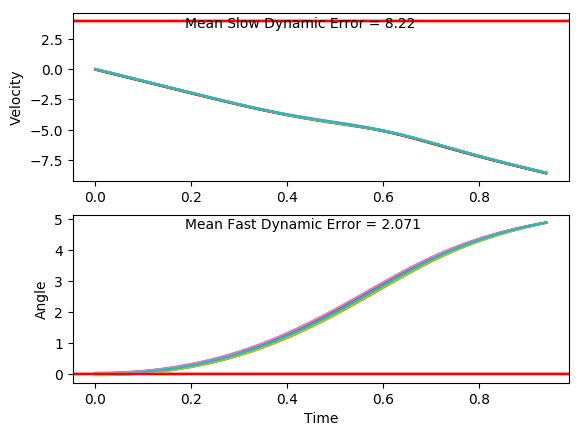 Mean Slow Dynamic Error = 8.22
2.5
0.0
−2.5
−5.0
−7.5
Velocity
0.0 0.2 0.4 0.6 0.8
Mean Fast Dynamic Error = 2.071
5
4
3
2
1
0
Angle
0.0 0.2 0.4 0.6 0.8
Time